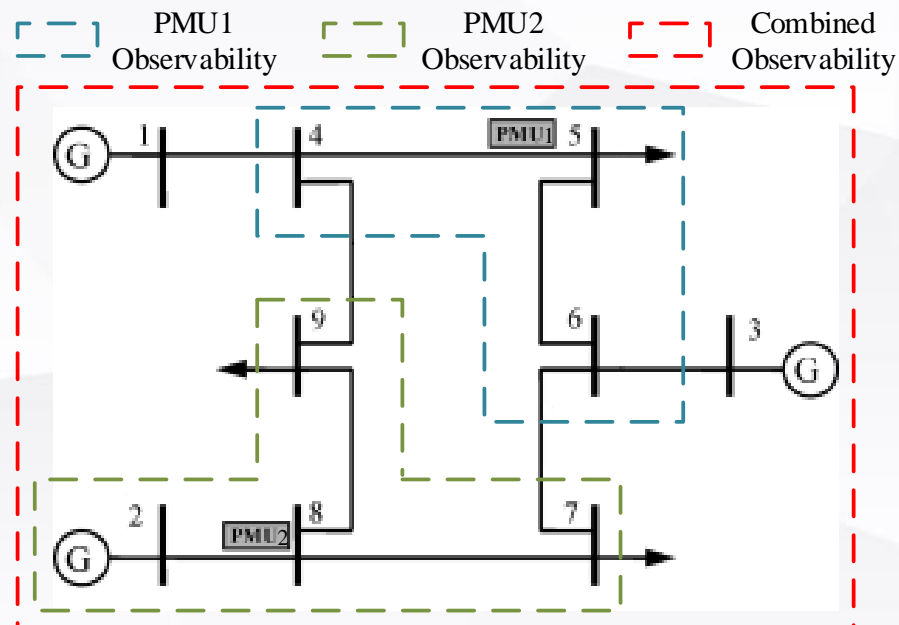 PMU1
Observability
PMU2
Observability
Combined
Observability
G
1
4
PMU1
5
9
6
3
G
2
8
7
G
PMU2